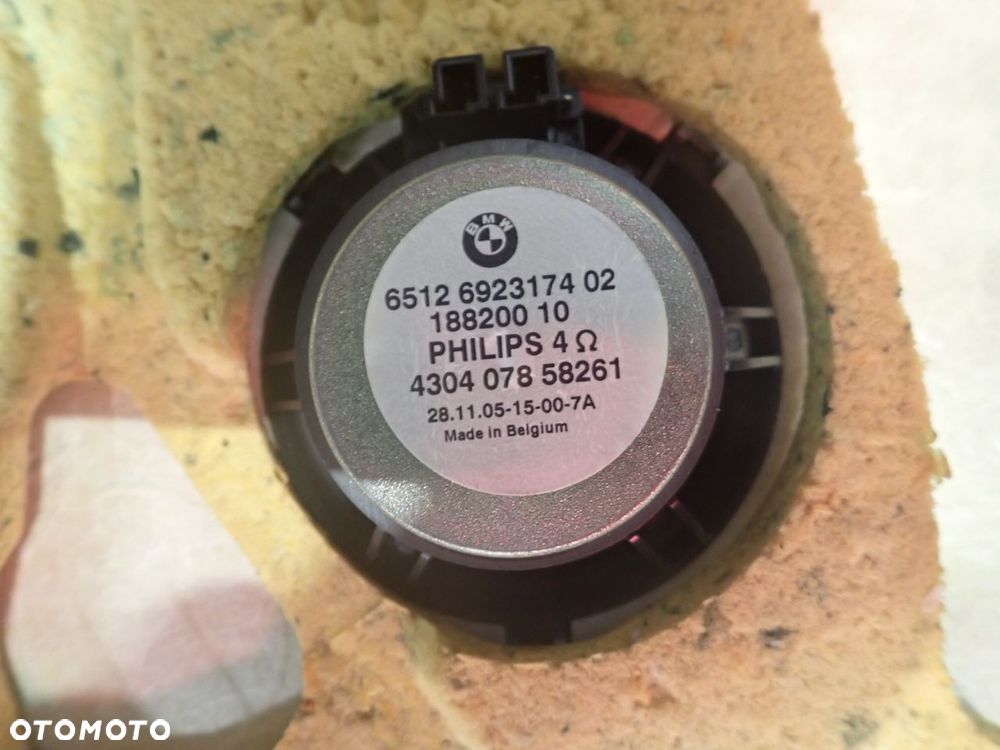 BMW
6512 6923174 02
188200 10
PHILIPS 4 Ω
4304 078 58261
28.11.05-15-00-7A
Made in Belgium
OTOMOTO